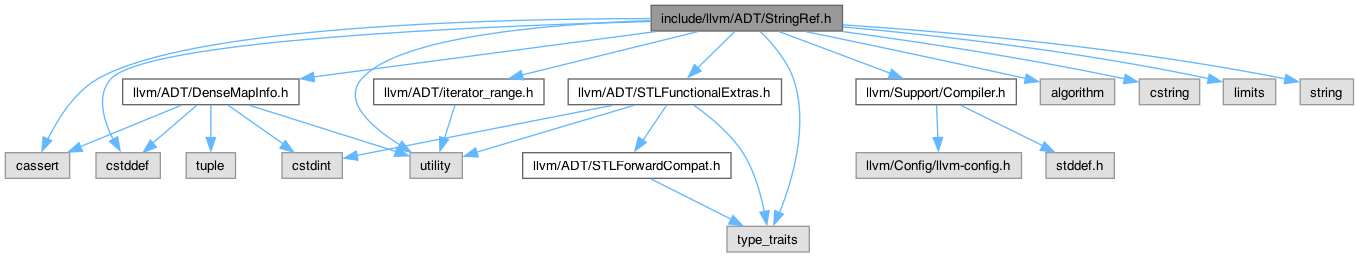 include/llvm/ADT/StringRef.h
llvm/ADT/DenseMapInfo.h
llvm/ADT/iterator_range.h
llvm/ADT/STLFunctionalExtras.h
llvm/Support/Compiler.h
algorithm
cstring
limits
string
cassert
cstddef
tuple
cstdint
utility
llvm/ADT/STLForwardCompat.h
llvm/Config/llvm-config.h
stddef.h
type_traits